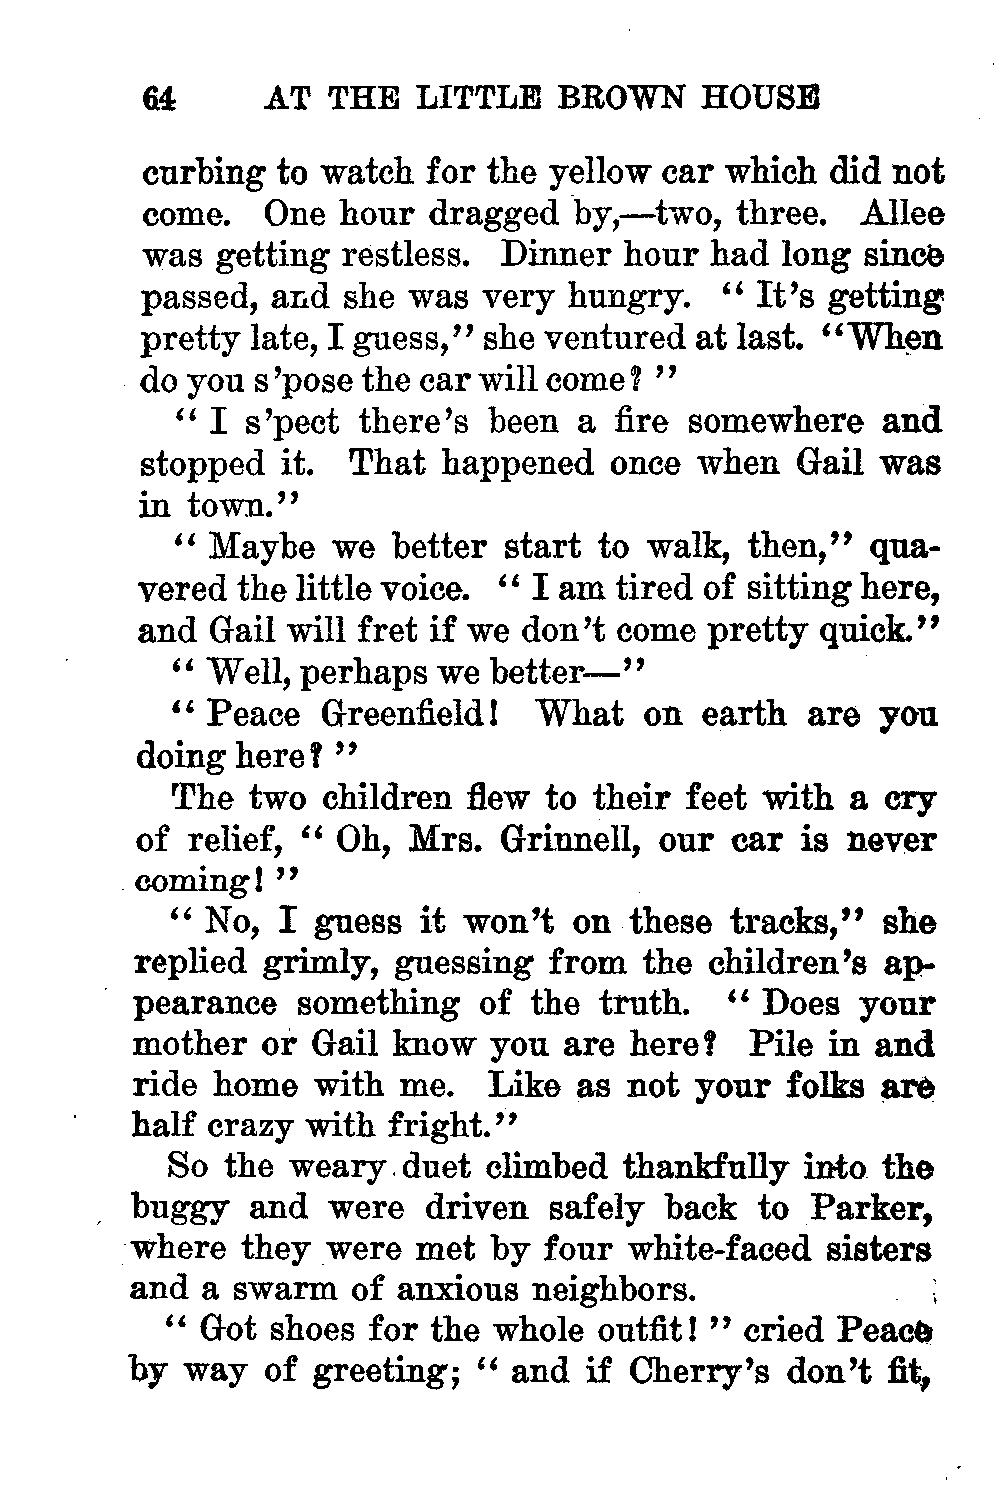 64 AT THE LITTLE BROWN HOUSE
curbing to watch for the yellow car which did not
come. One hour dragged by,—two, three. Allee
was getting restless. Dinner hour had long since
passed, and she was very hungry. “ It’s getting
pretty late, I guess,” she ventured at last. “When
do you s’pose the car will come? ”
“ I s’pect there’s been a fire somewhere and
stopped it. That happened once when Gail was
in town.”
“ Maybe we better start to walk, then,” qua-
vered the little voice. “ I am tired of sitting here,
and Gail will fret if we don’t come pretty quick.”
“ Well, perhaps we better—”
“ Peace Greenfield! What on earth are you
doing here? ”
The two children flew to their feet with a cry
of relief, “ Oh, Mrs. Grinnell, our car is never
coming! ”
“ No, I guess it won’t on these tracks,” she
replied grimly, guessing from the children’s ap-
pearance something of the truth. “ Does your
mother or Gail know you are here? Pile in and
ride home with me. Like as not your folks are
half crazy with fright.”
So the weary duet climbed thankfully into the
buggy and were driven safely back to Parker,
where they were met by four white-faced sisters
and a swarm of anxious neighbors.
“ Got shoes for the whole outfit! ” cried Peace
by way of greeting; “ and if Cherry’s don’t fit,